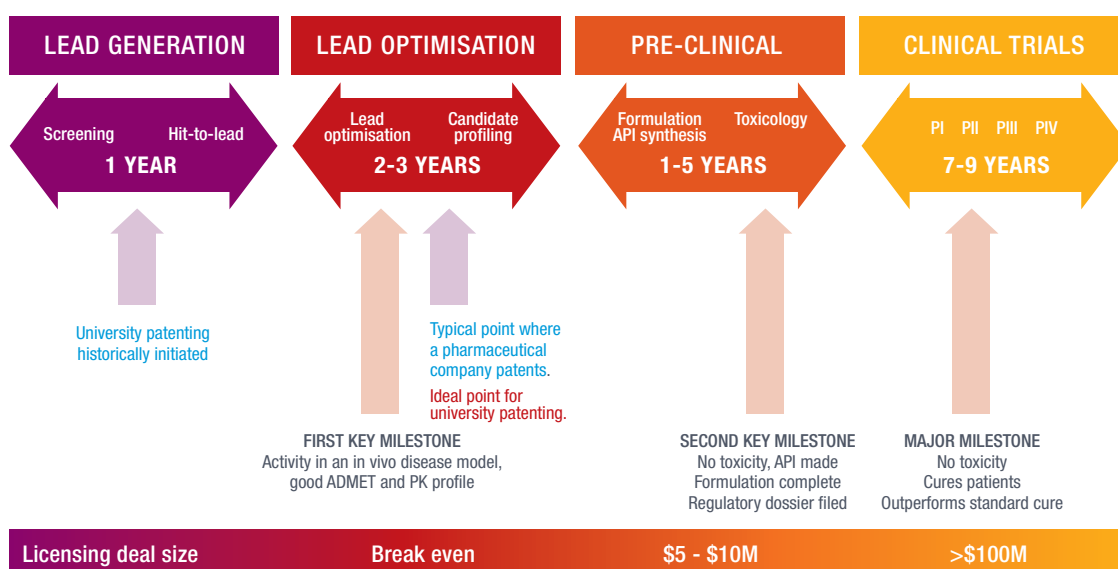 LEAD GENERATION
LEAD OPTIMISATION
PRE-CLINICAL
CLINICAL TRIALS
Screening
Hit-to-lead
1 YEAR
Lead
optimisation
Candidate
profiling
2-3 YEARS
Formulation
API synthesis
Toxicology
1-5 YEARS
PI PII PIII PIV
7-9 YEARS
University patenting
historically initiated
Typical point where
a pharmaceutical
company patents.
Ideal point for
university patenting.
FIRST KEY MILESTONE
Activity in an in vivo disease model,
good ADMET and PK profile
SECOND KEY MILESTONE
No toxicity, API made
Formulation complete
Regulatory dossier filed
MAJOR MILESTONE
No toxicity
Cures patients
Outperforms standard cure
Licensing deal size
Break even
$5 - $10M
>$100M